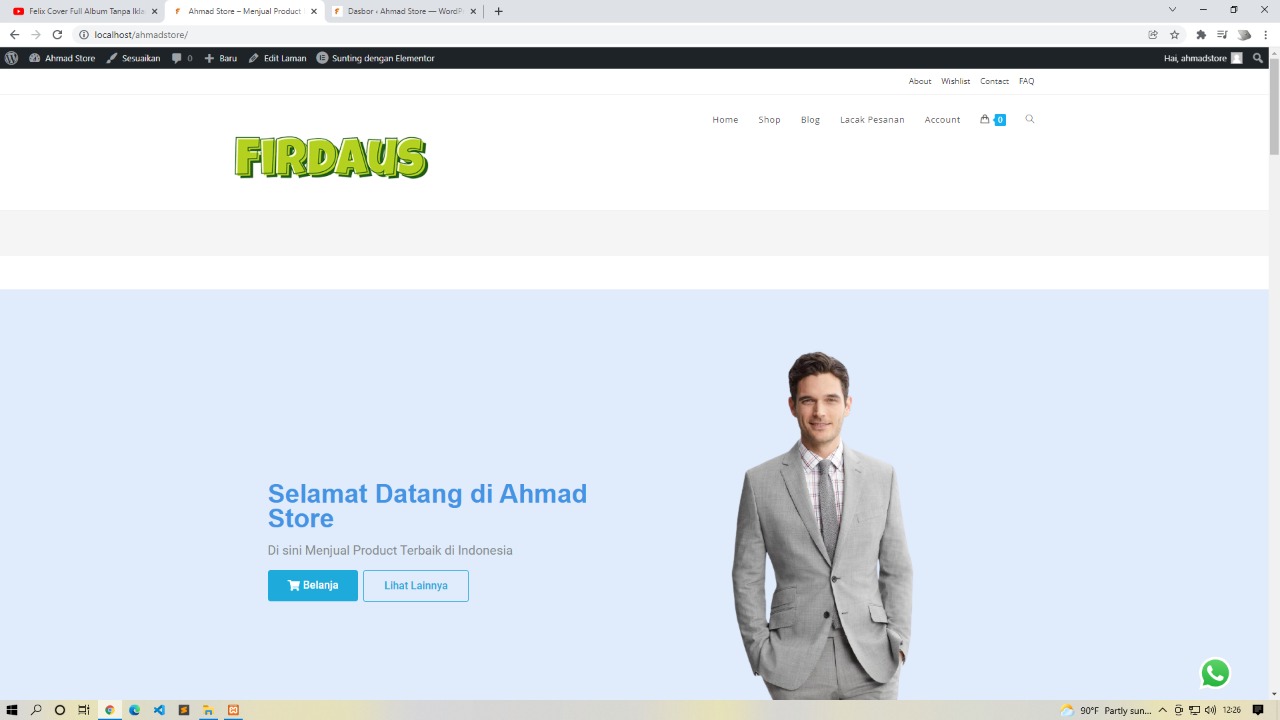 Felix Cover Full Album Tanpa Ikla
Ahmad Store – Menjual Product
Dasbor ‹ Ahmad Store — WordP
localhost/ahmadstore/
Ahmad Store
Sesuaikan
0
Baru
Edit Laman
Sunting dengan Elementor
Hai, ahmadstore
About
Wishlist
Contact
FAQ
Home
Shop
Blog
Lacak Pesanan
Account
0
FIRDAUS
Selamat Datang di Ahmad
Store
Di sini Menjual Product Terbaik di Indonesia
Belanja
Lihat Lainnya
90°F Partly sun...
12:26